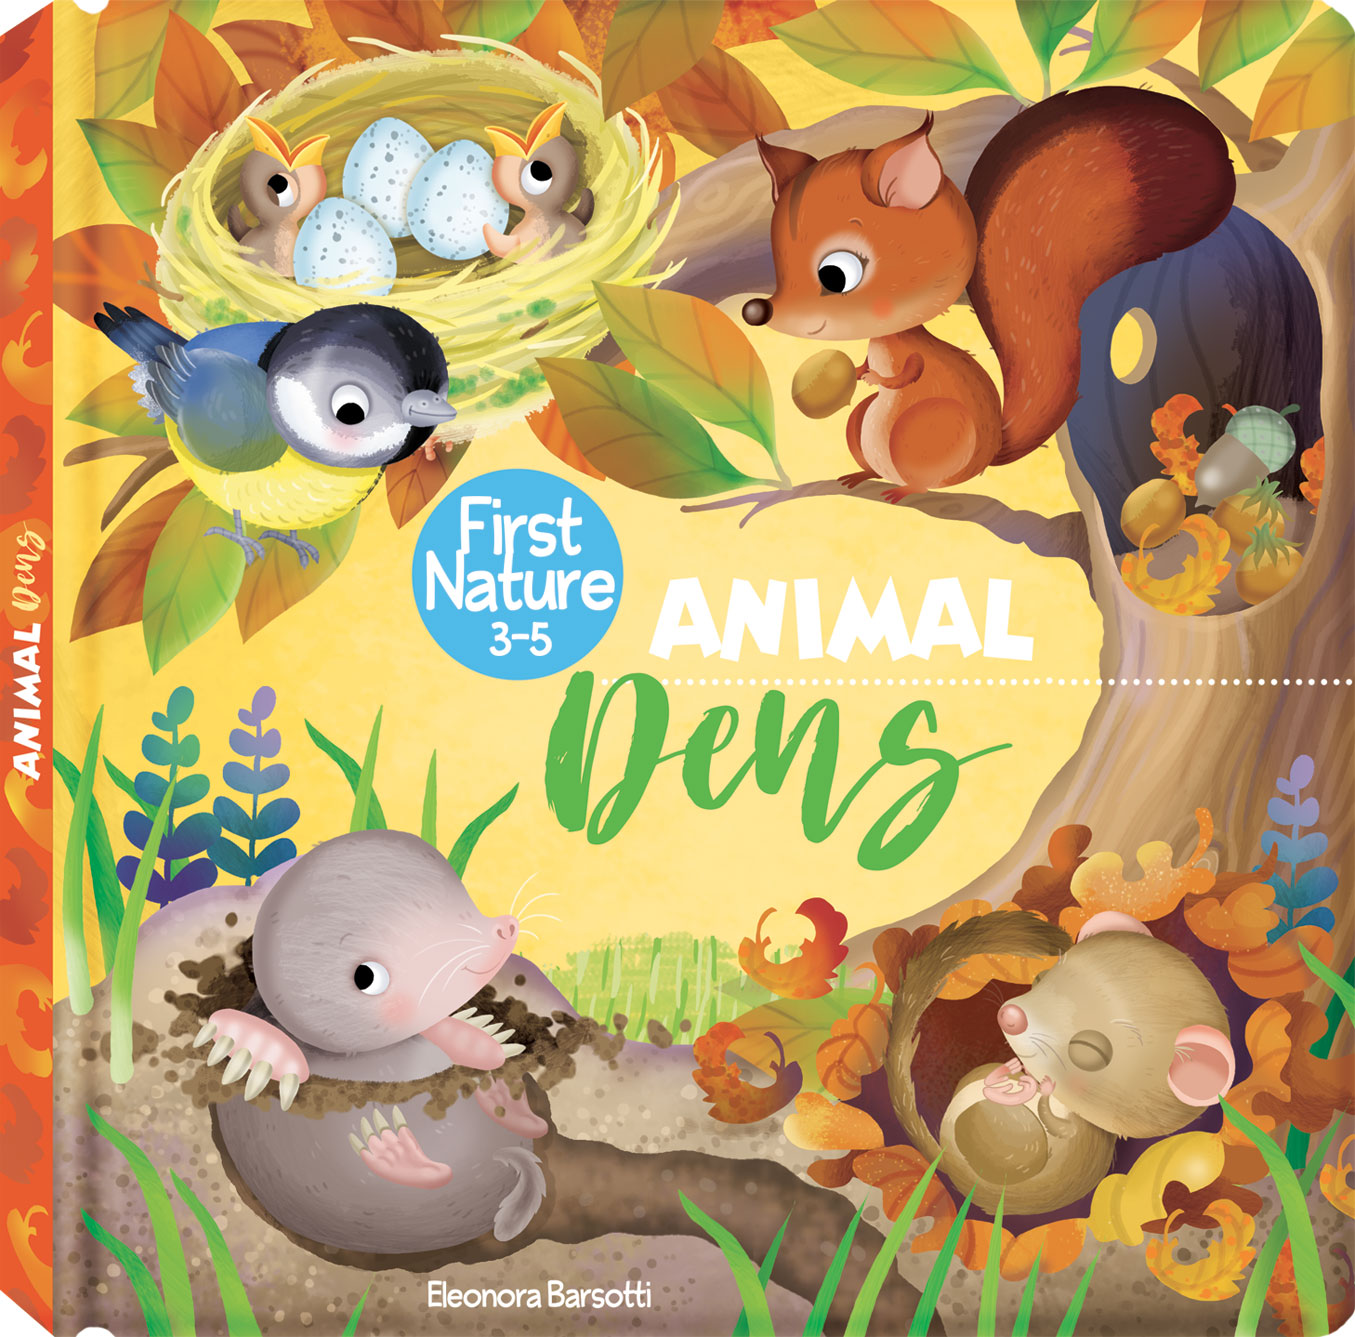 First
Nature
3-5
ANIMAL
Dens
Eleonora Barsotti
ANIMAL Dens